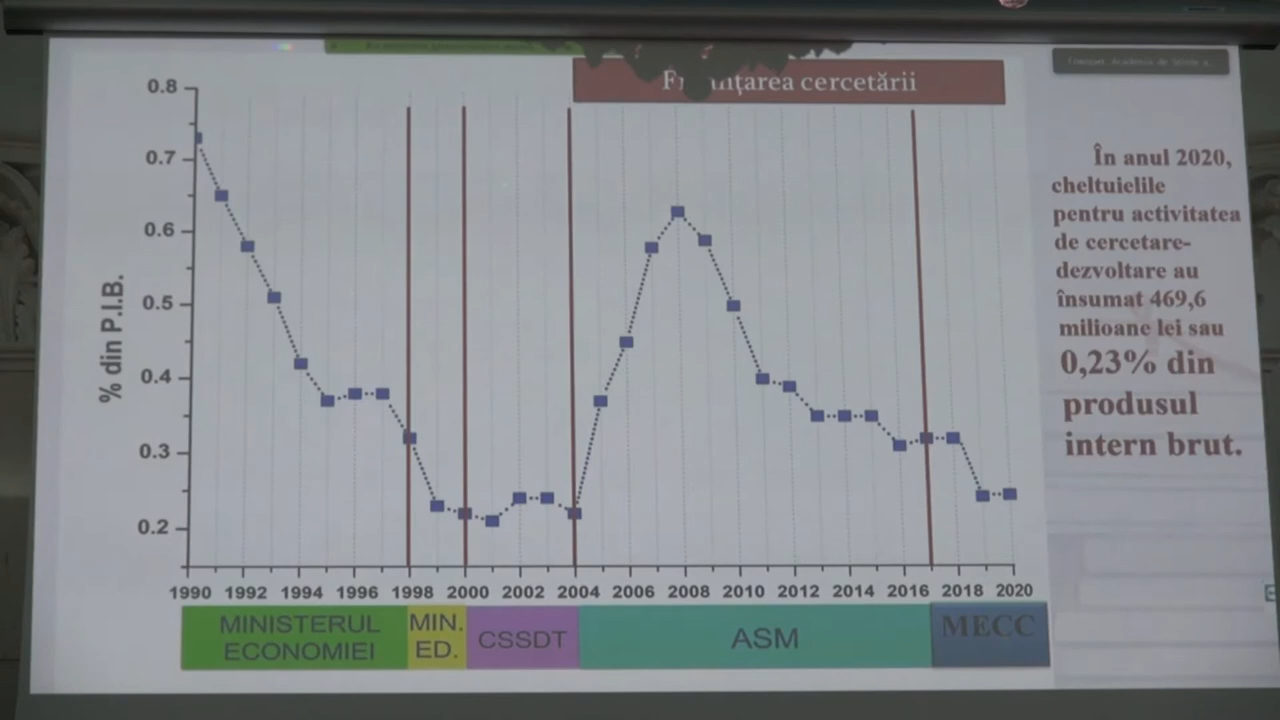 Finanțarea cercetării
0.8
0.7
0.6
0.5
0.4
0.3
0.2
% din P.I.B.
1990 1992 1994 1996 1998 2000 2002 2004 2006 2008 2010 2012 2014 2016 2018 2020
MINISTERUL
ECONOMIEI
MIN.
ED.
CSSDT
ASM
MECC
În anul 2020,
cheltuielile
pentru activitatea
de cercetare-
dezvoltare au
însumat 469,6
milioane lei sau
0,23% din
produsul
intern brut.